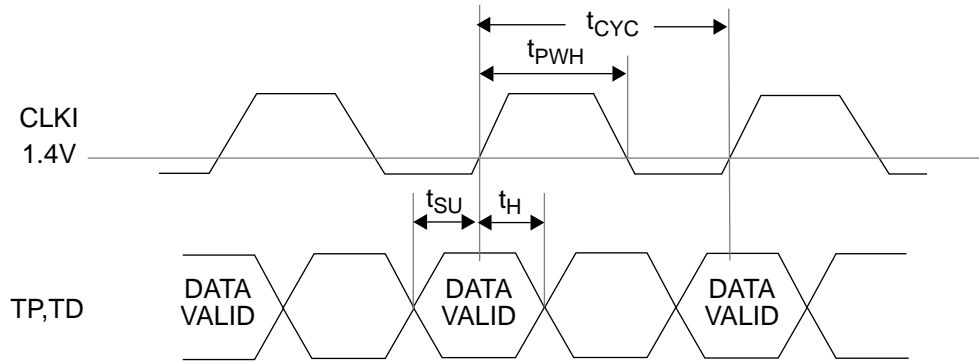 tCYC
tPWH
CLKI
1.4V
tSU
tH
TP,TD
DATA VALID
DATA VALID
DATA VALID